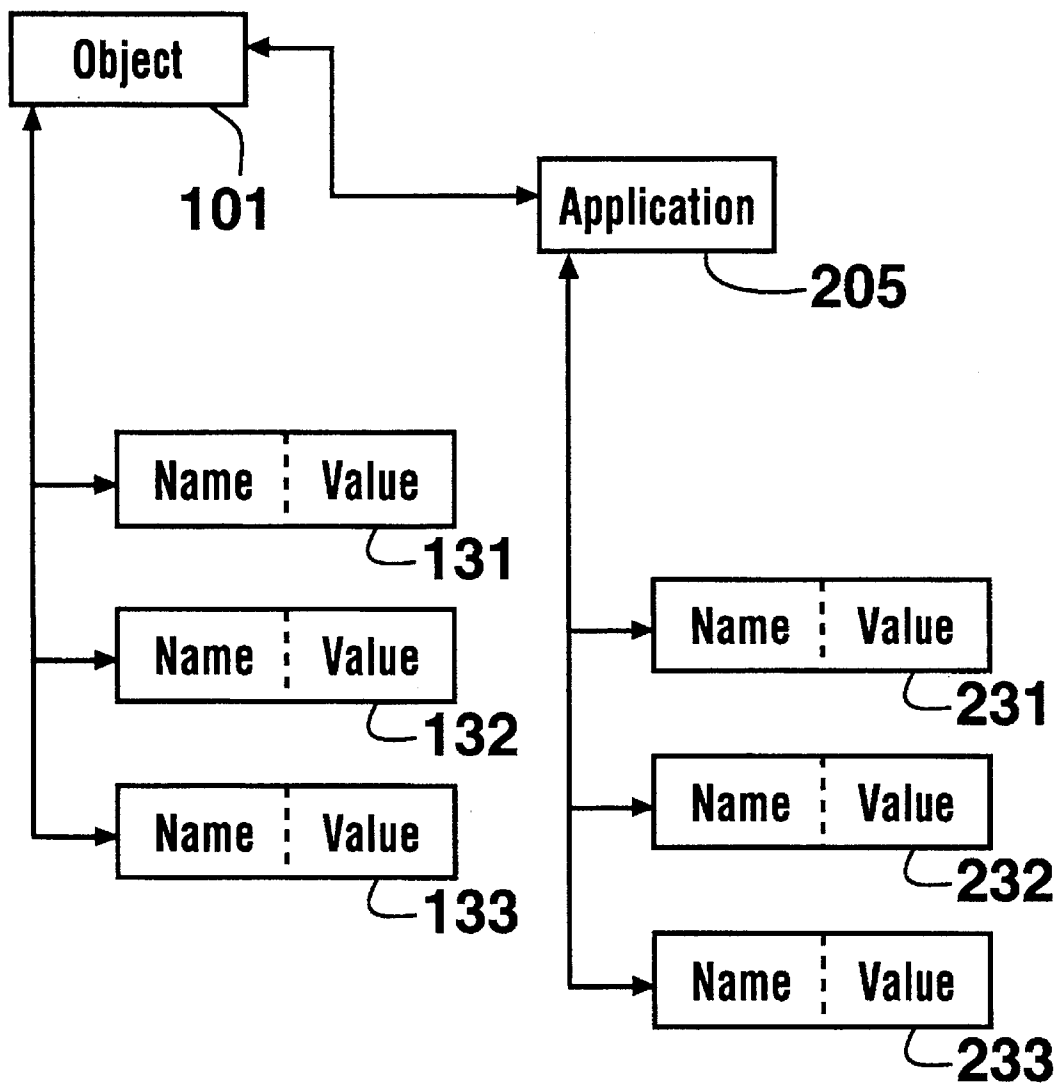 Object
101
Application
205
Name Value
131
Name Value
231
Name Value
132
Name Value
232
Name Value
133
Name Value
233